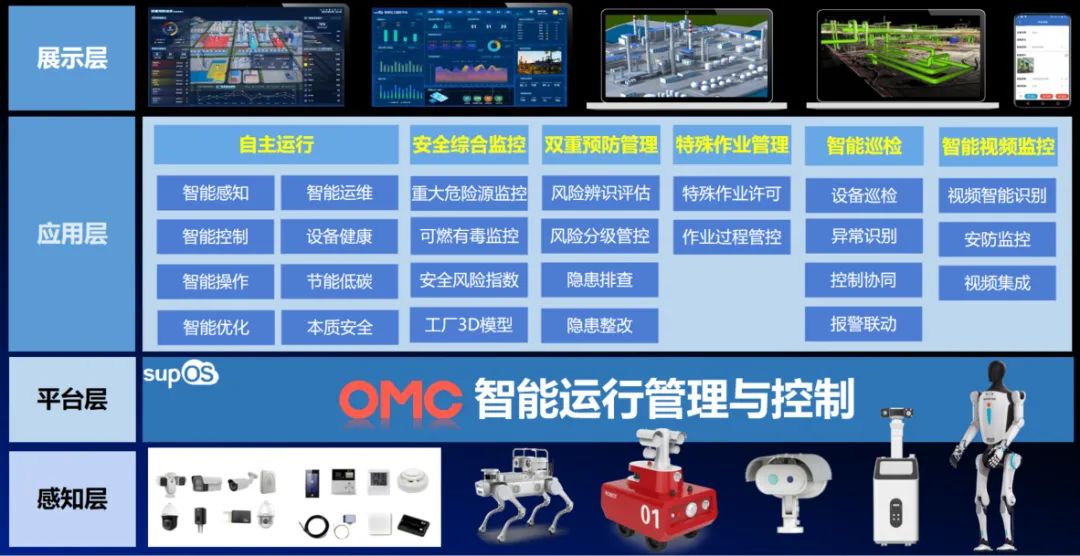 展示层
应用层
自主运行
安全综合监控
双重预防管理
特殊作业管理
智能巡检
智能视频监控
智能感知
智能运维
重大危险源监控
风险辨识评估
特殊作业许可
设备巡检
视频智能识别
智能控制
设备健康
可燃有毒监控
风险分级管控
作业过程管控
异常识别
安防监控
智能操作
节能低碳
安全风险指数
隐患排查
控制协同
视频集成
智能优化
本质安全
工厂3D模型
隐患整改
报警联动
平台层
supOS
OMC 智能运行管理与控制
感知层
ROBOT
01